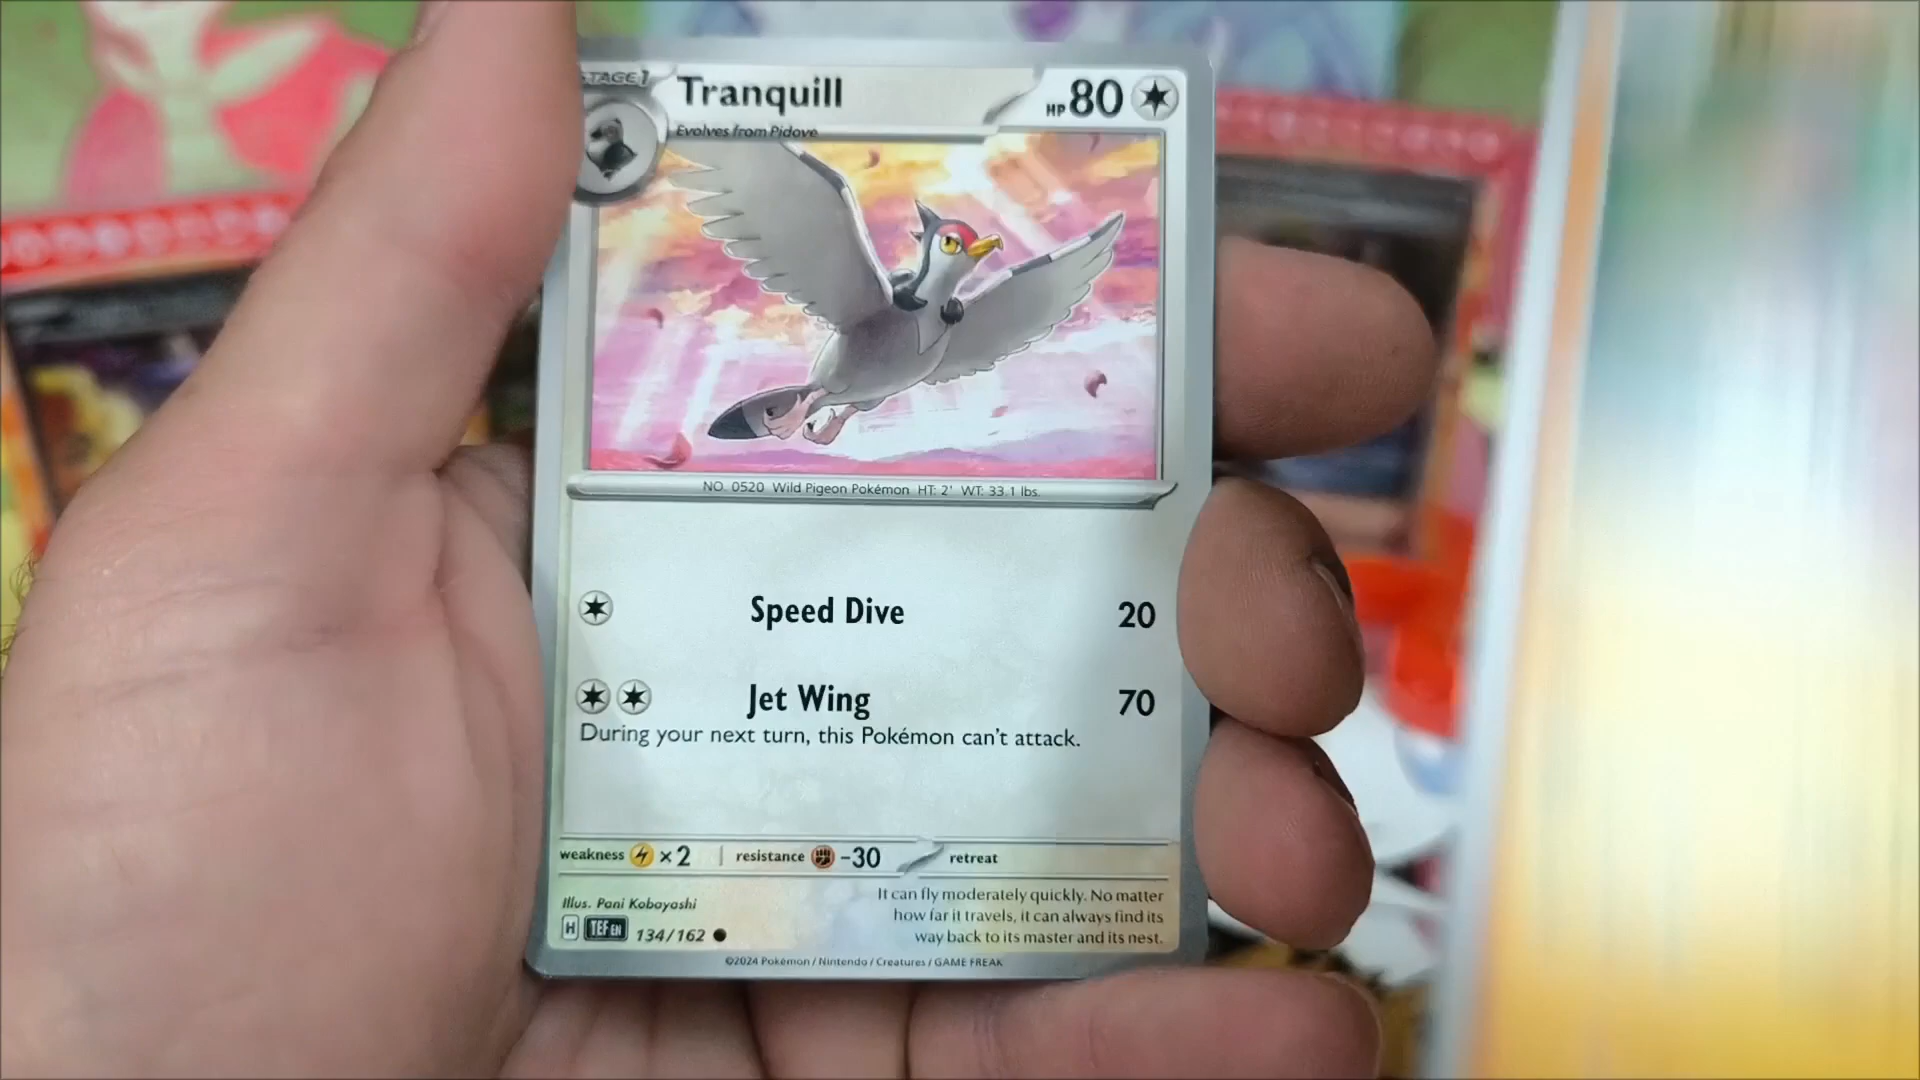 STAGE 1
Tranquill
HP 80
Evolves from Pidove
NO. 0520 Wild Pigeon Pokémon HT: 2' WT: 33.1 lbs.
Speed Dive 20
Jet Wing 70
During your next turn, this Pokémon can't attack.
weakness ×2 resistance -30 retreat
Illus. Pani Kobayashi
It can fly moderately quickly. No matter
how far it travels, it can always find its
way back to its master and its nest.
H TEF EN 134/162
©2024 Pokémon / Nintendo / Creatures / GAME FREAK